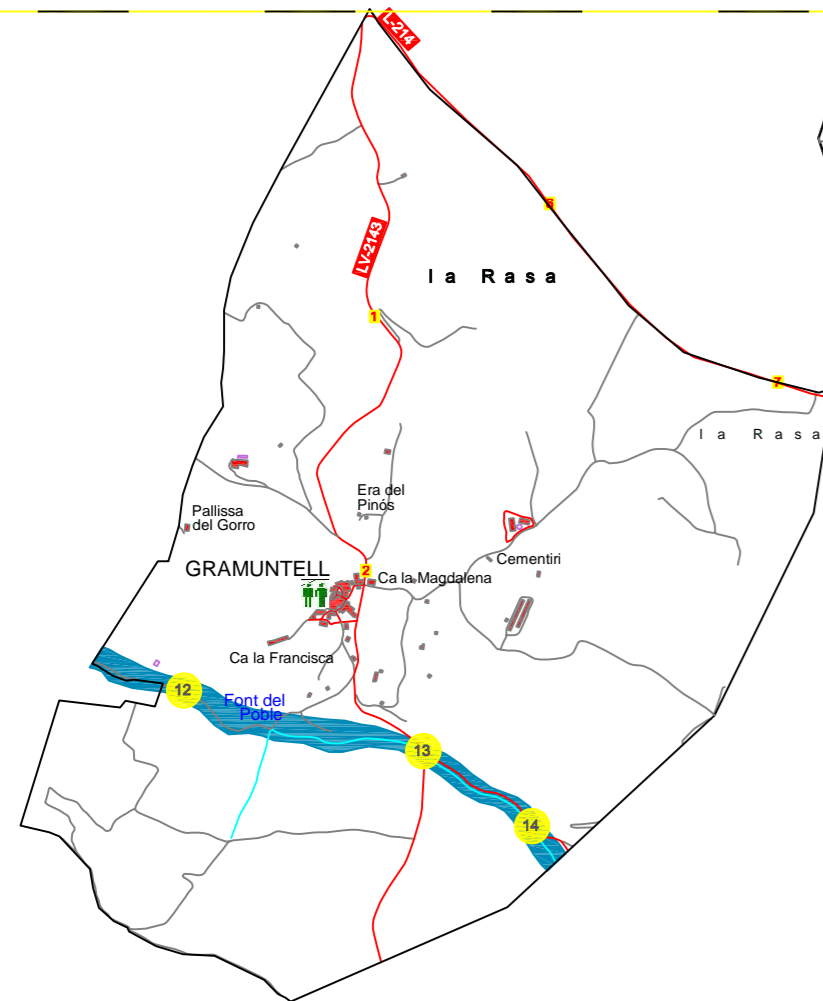 L-214
6
LV-2143
la Rasa
1
7
la Rasa
Era del
Pinós
Pallissa
del Gorro
Cementiri
GRAMUNTELL
2
Ca la Magdalena
Ca la Francisca
12
Font del
Poble
13
14